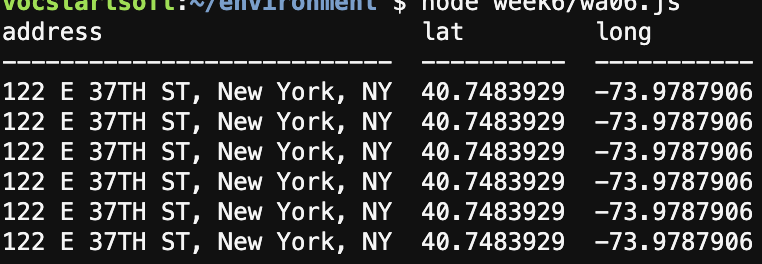 vocstartsoft:~/environment $ node week6/wa06.js
address lat long
--------------------------- ---------- -----------
122 E 37TH ST, New York, NY 40.7483929 -73.9787906
122 E 37TH ST, New York, NY 40.7483929 -73.9787906
122 E 37TH ST, New York, NY 40.7483929 -73.9787906
122 E 37TH ST, New York, NY 40.7483929 -73.9787906
122 E 37TH ST, New York, NY 40.7483929 -73.9787906
122 E 37TH ST, New York, NY 40.7483929 -73.9787906